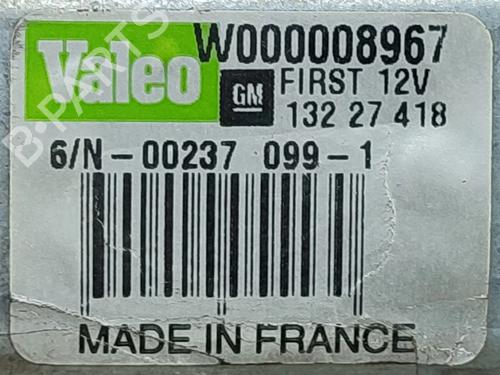 Valeo W000008967
GM FIRST 12V
132 27 418
6/N-00237 099-1
MADE IN FRANCE
B-PARTS